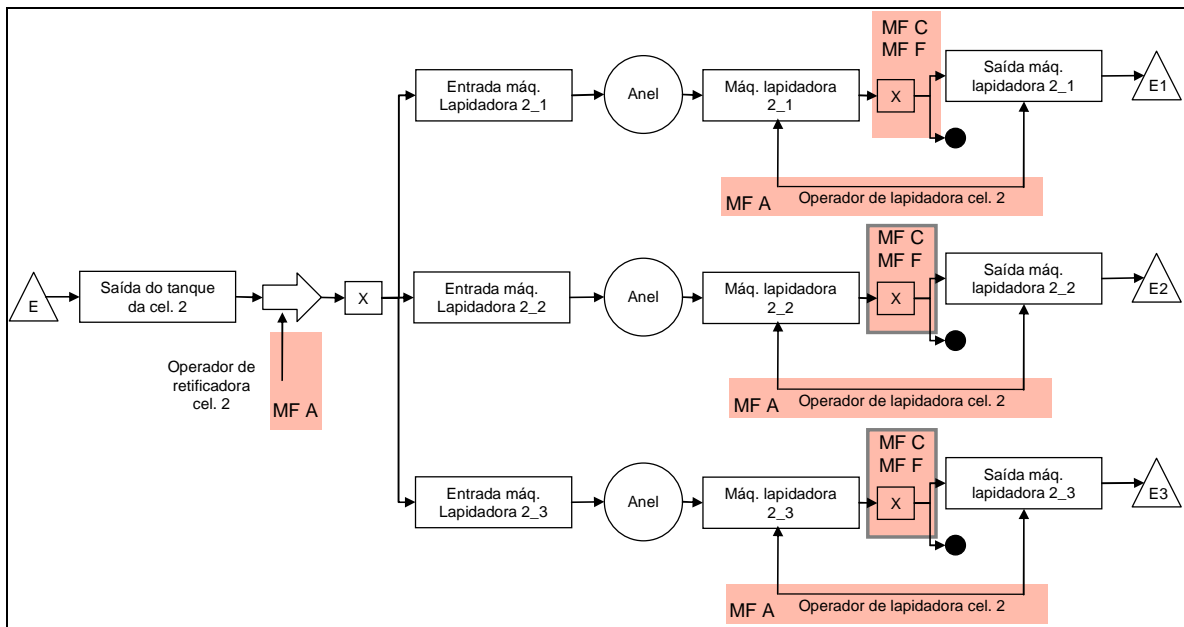 MF C
MF F
Entrada máq.
Lapidadora 2_1
Anel
Máq. lapidadora
2_1
X
Saída máq.
lapidadora 2_1
E1
MF A
Operador de lapidadora cel. 2
E
Saída do tanque
da cel. 2
X
Operador de
retificadora
cel. 2
MF A
MF C
MF F
Entrada máq.
Lapidadora 2_2
Anel
Máq. lapidadora
2_2
X
Saída máq.
lapidadora 2_2
E2
MF A
Operador de lapidadora cel. 2
MF C
MF F
Entrada máq.
Lapidadora 2_3
Anel
Máq. lapidadora
2_3
X
Saída máq.
lapidadora 2_3
E3
MF A
Operador de lapidadora cel. 2